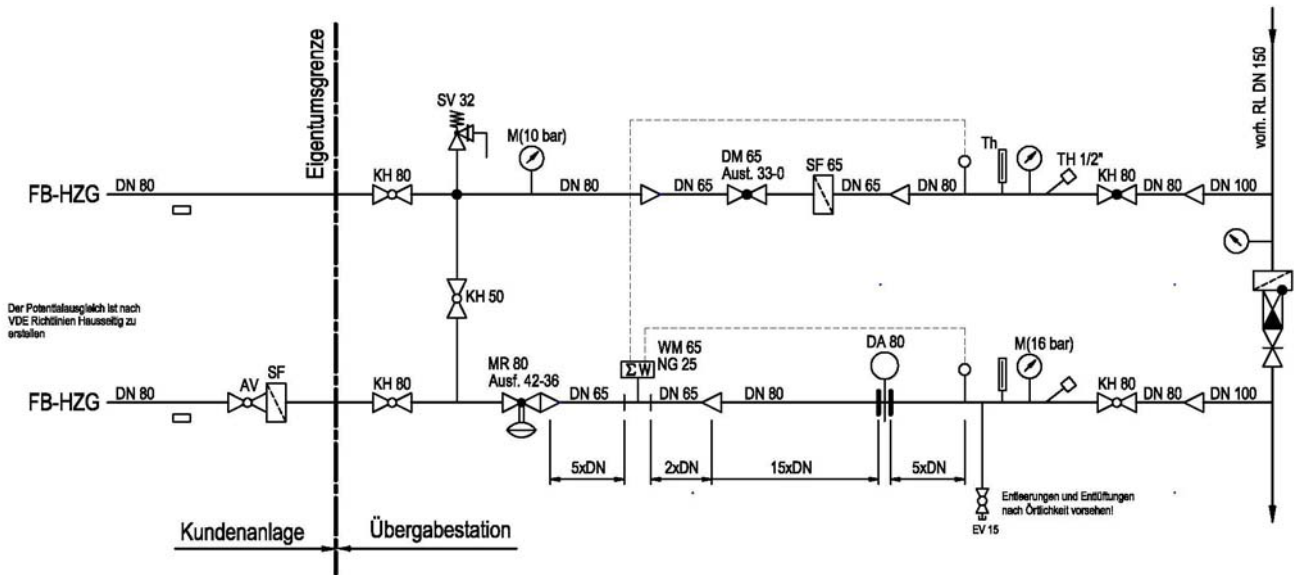 Eigentumsgrenze
vorh. RL DN 150
SV 32
M(10 bar)
FB-HZG
DN 80
KH 80
DN 80
DN 65
DM 65
Aust. 33-0
SF 65
DN 65
DN 80
Th
TH 1/2"
KH 80
DN 80
DN 100
KH 50
Der Potentialausgleich ist nach
VDE Richtlinien Hausseitig zu
erstellen
FB-HZG
DN 80
AV
SF
KH 80
MR 80
Ausf. 42-36
DN 65
WM 65
NG 25
ΣW
DN 65
DN 80
DA 80
M(16 bar)
KH 80
DN 80
DN 100
5xDN
2xDN
15xDN
5xDN
EV 15
Entleerungen und Entlüftungen
nach Örtlichkeit vorsehen!
Kundenanlage
Übergabestation